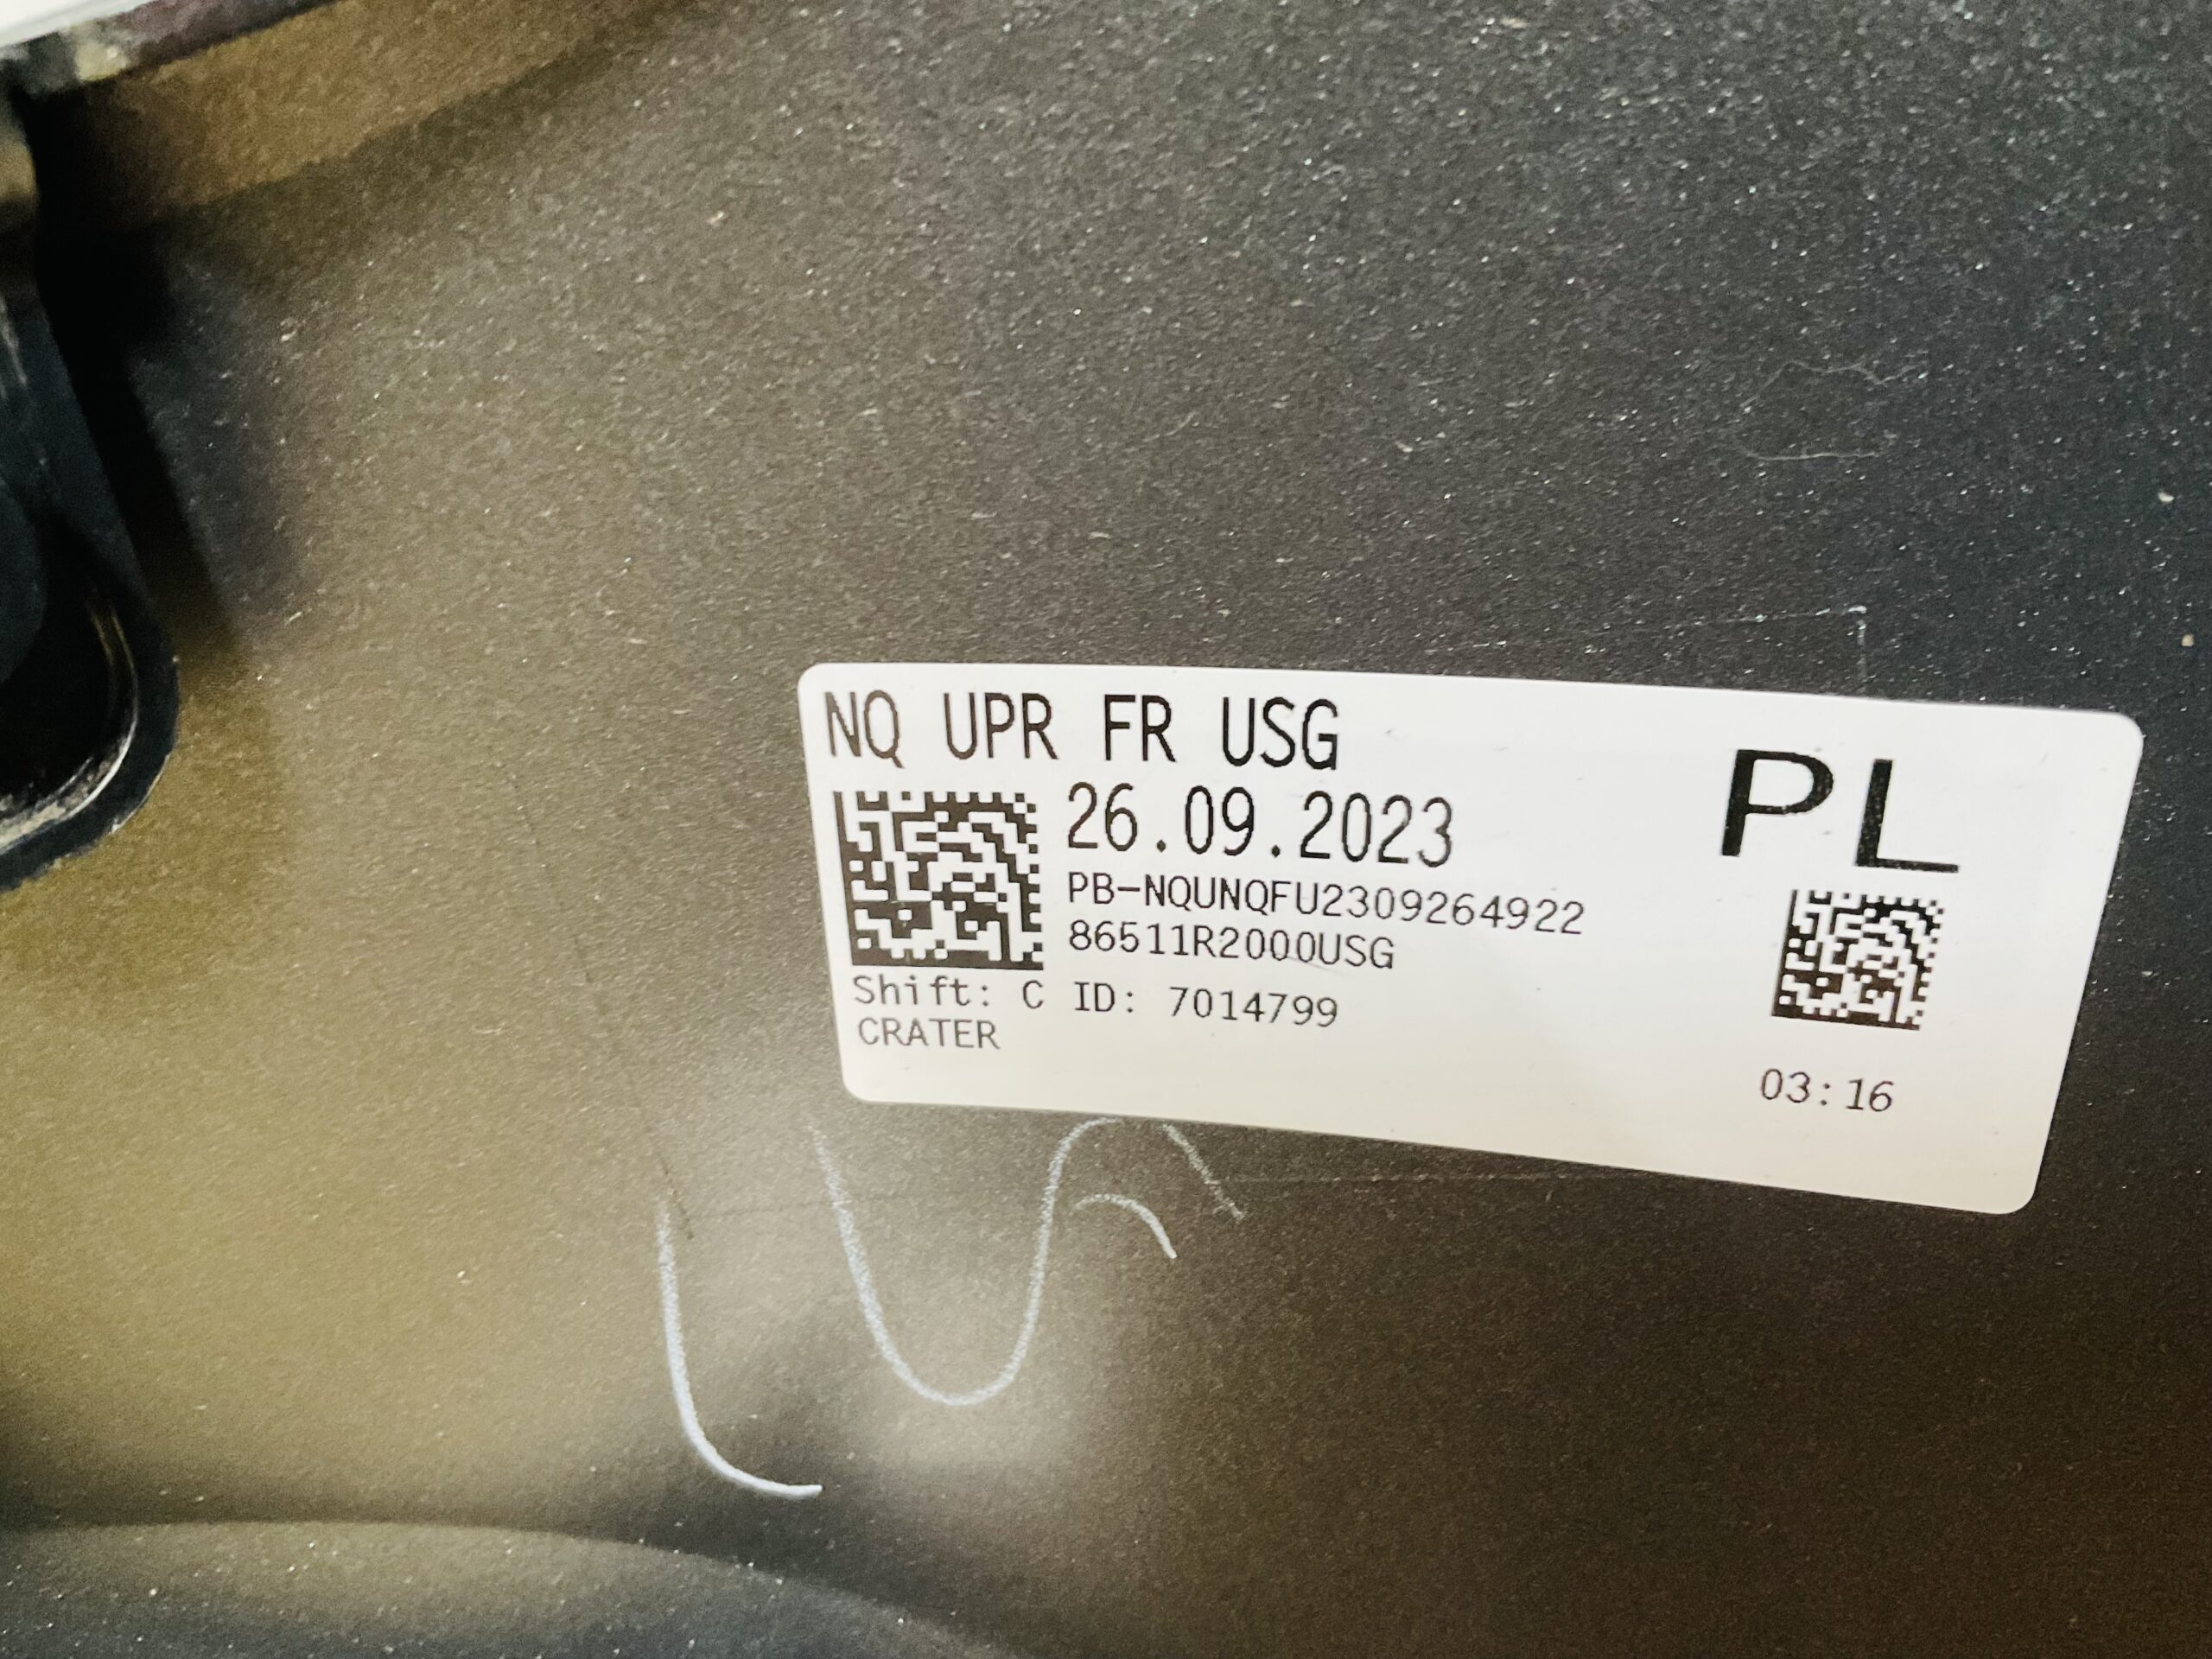 NQ UPR FR USG
PL
26.09.2023
PB-NQUNQFU2309264922
86511R2000USG
Shift: C ID: 7014799
CRATER
03:16